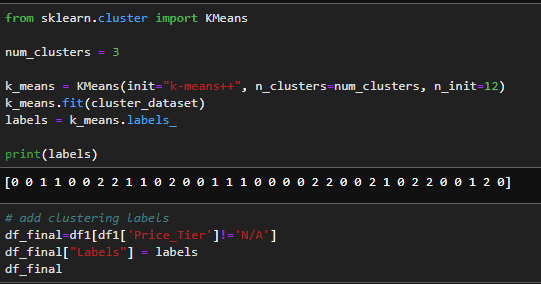 from sklearn.cluster import KMeans
num_clusters = 3
k_means = KMeans(init="k-means++", n_clusters=num_clusters, n_init=12)
k_means.fit(cluster_dataset)
labels = k_means.labels_
print(labels)
[0 0 1 1 0 0 2 2 1 1 0 2 0 0 1 1 1 0 0 0 0 2 2 0 0 2 1 0 2 2 0 0 1 2 0]
# add clustering labels
df_final=df1[df1['Price_Tier']!='N/A']
df_final["Labels"] = labels
df_final